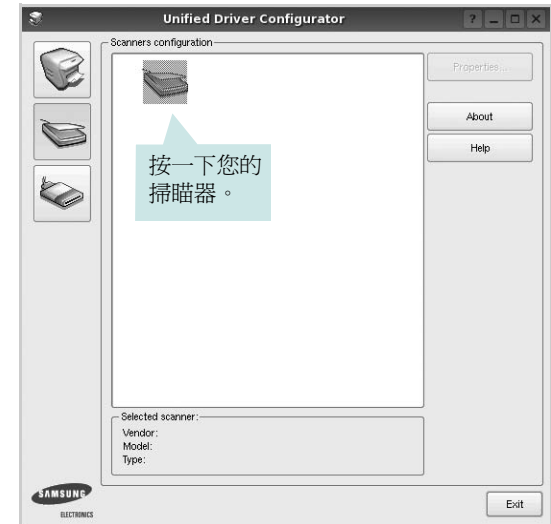 Unified Driver Configurator
Scanners configuration
Properties...
About
Help
按一下您的
掃瞄器。
Selected scanner:
Vendor:
Model:
Type:
SAMSUNG
ELECTRONICS
Exit